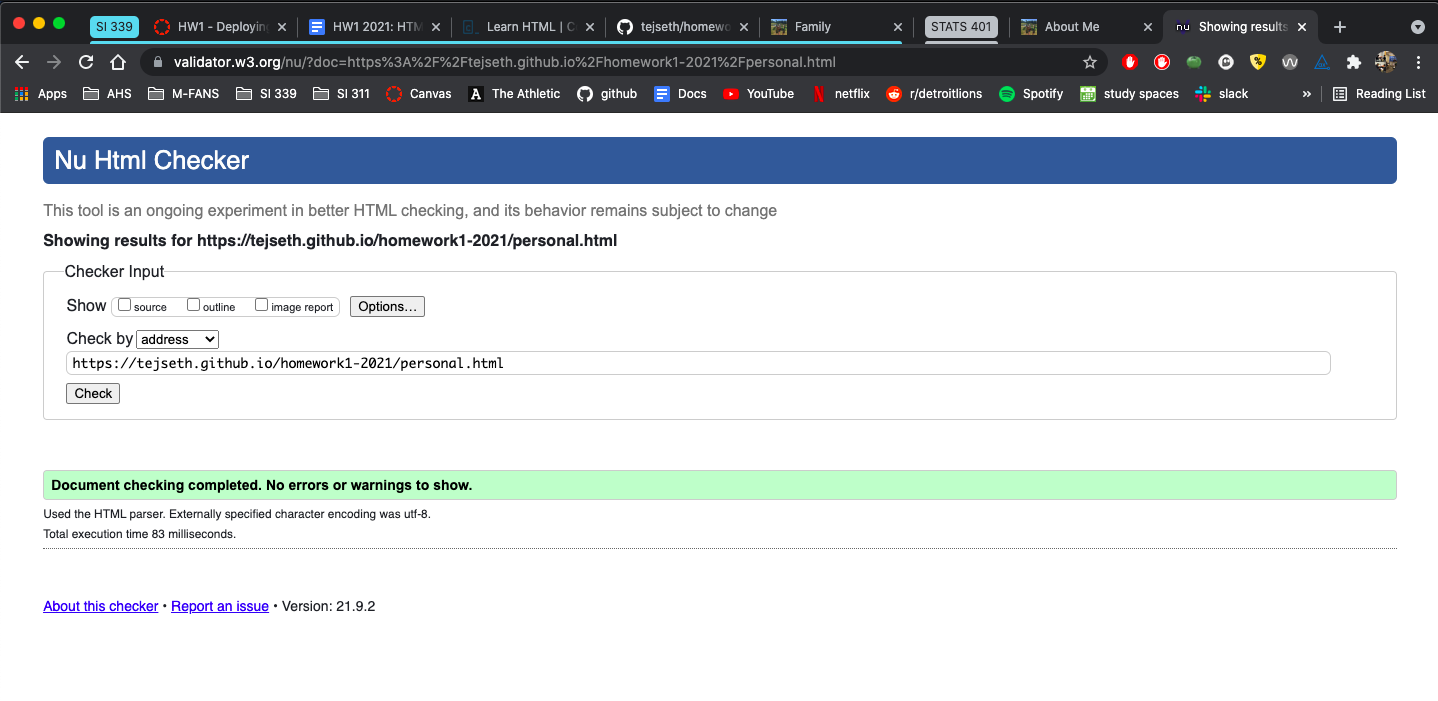 SI 339 HW1 - Deploying HW1 2021: HTM Learn HTML | C tejseth/homewo Family STATS 401 About Me Showing results
validator.w3.org/nu/?doc=https%3A%2F%2Ftejseth.github.io%2Fhomework1-2021%2Fpersonal.html
Apps AHS M-FANS SI 339 SI 311 Canvas The Athletic github Docs YouTube netflix r/detroitlions Spotify study spaces slack » Reading List
Nu Html Checker
This tool is an ongoing experiment in better HTML checking, and its behavior remains subject to change
Showing results for https://tejseth.github.io/homework1-2021/personal.html
Checker Input
Show source outline image report Options...
Check by address
https://tejseth.github.io/homework1-2021/personal.html
Check
Document checking completed. No errors or warnings to show.
Used the HTML parser. Externally specified character encoding was utf-8.
Total execution time 83 milliseconds.
About this checker • Report an issue • Version: 21.9.2